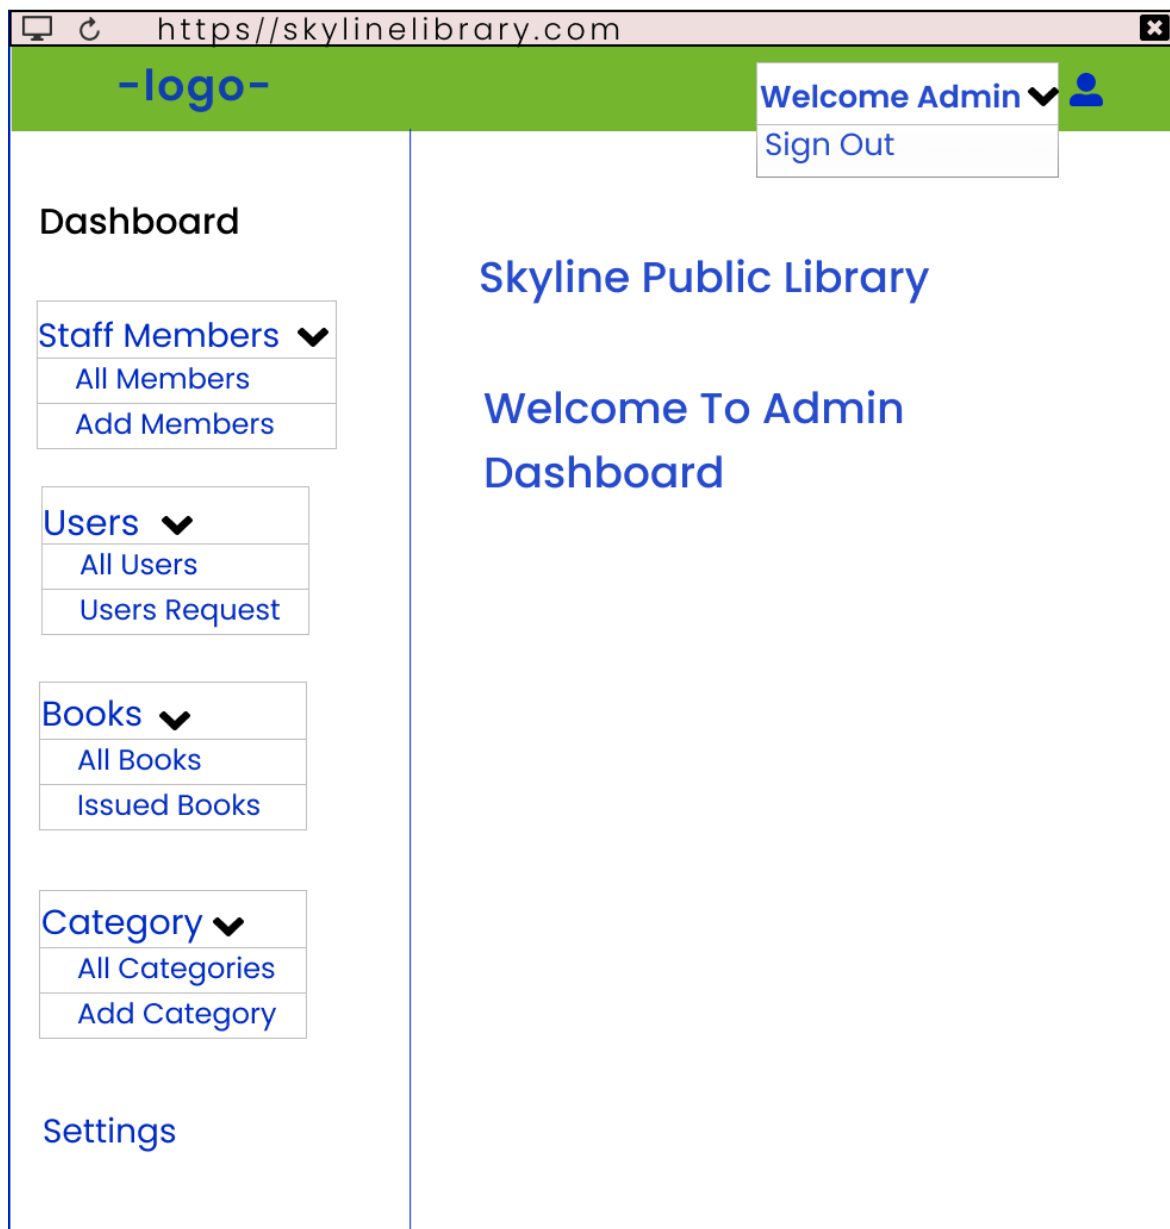 https//skylinelibrary.com
-logo-
Welcome Admin
Sign Out
Dashboard
Staff Members
All Members
Add Members
Users
All Users
Users Request
Books
All Books
Issued Books
Category
All Categories
Add Category
Settings
Skyline Public Library
Welcome To Admin
Dashboard